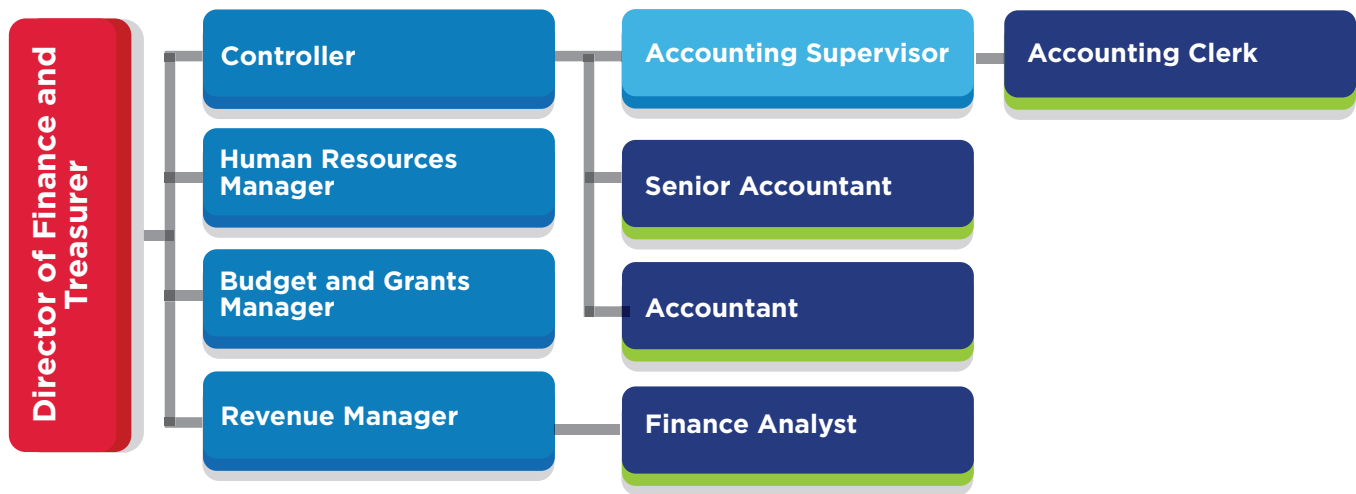 Director of Finance and
Treasurer
Controller
Accounting Supervisor
Accounting Clerk
Human Resources
Manager
Senior Accountant
Budget and Grants
Manager
Accountant
Revenue Manager
Finance Analyst